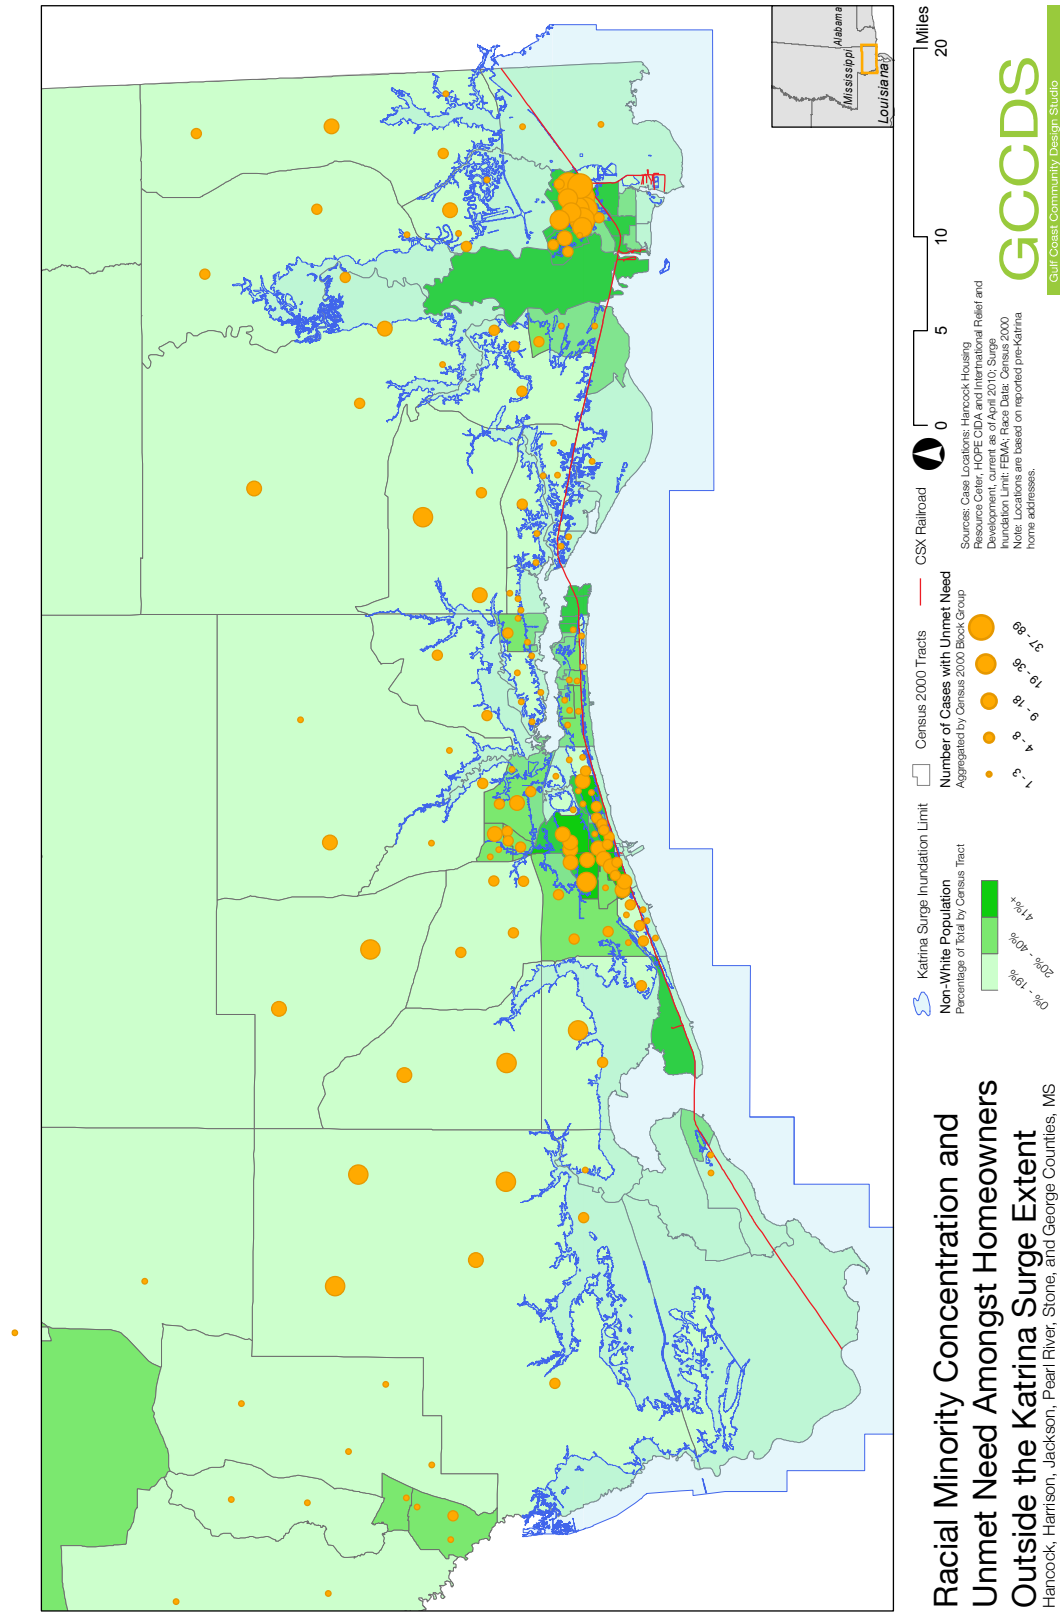 Racial Minority Concentration and
Unmet Need Amongst Homeowners
Outside the Katrina Surge Extent
Hancock, Harrison, Jackson, Pearl River, Stone, and George Counties, MS
Katrina Surge Inundation Limit
Non-White Population
Percentage of Total by Census Tract
0% - 19%
20% - 40%
41%+
Census 2000 Tracts
CSX Railroad
Number of Cases with Unmet Need
Aggregated by Census 2000 Block Group
1 - 3
4 - 8
9 - 18
19 - 36
37 - 89
0 5 10 20
Miles
Sources: Case Locations: Hancock Housing
Resource Ceter, HOPE CDA and International Relief and
Development, current as of April 2010; Surge
Inundation Limit: FEMA; Race Data: Census 2000
Note: Locations are based on reported pre-Katrina
home addresses.
GCCDS
Gulf Coast Community Design Studio
Mississippi
Alabama
Louisiana